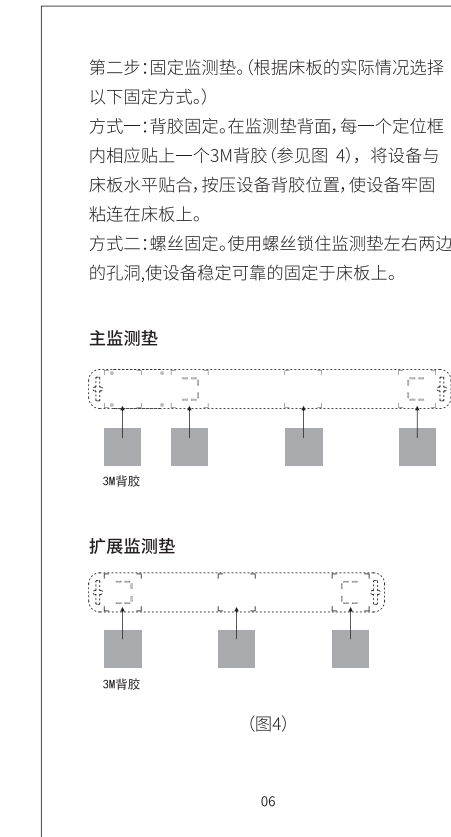 第二步：固定监测垫。（根据床板的实际情况选择
以下固定方式。）
方式一：背胶固定。在监测垫背面，每一个定位框
内相应贴上一个3M背胶（参见图 4），将设备与
床板水平贴合，按压设备背胶位置，使设备牢固
粘连在床板上。
方式二：螺丝固定。使用螺丝锁住监测垫左右两边
的孔洞,使设备稳定可靠的固定于床板上。
主监测垫
3M背胶
扩展监测垫
3M背胶
（图4）
06